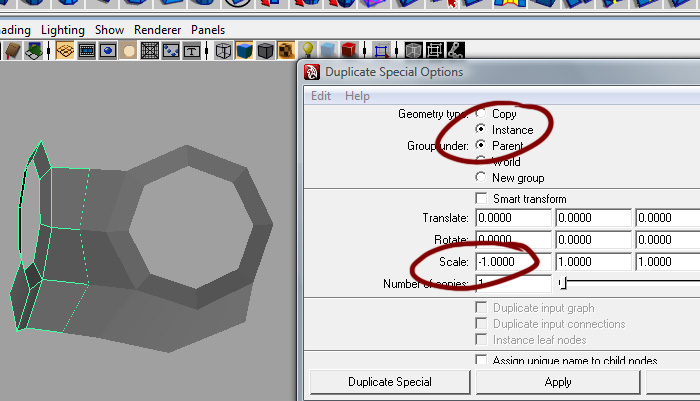 ading Lighting Show Renderer Panels
Duplicate Special Options
Edit Help
Geometry type: Copy
Instance
Group under: Parent
World
New group
Smart transform
Translate: 0.0000 0.0000 0.0000
Rotate: 0.0000 0.0000 0.0000
Scale: -1.0000 1.0000 1.0000
Number of copies: 1
Duplicate input graph
Duplicate input connections
Instance leaf nodes
Assign unique name to child nodes
Duplicate Special Apply